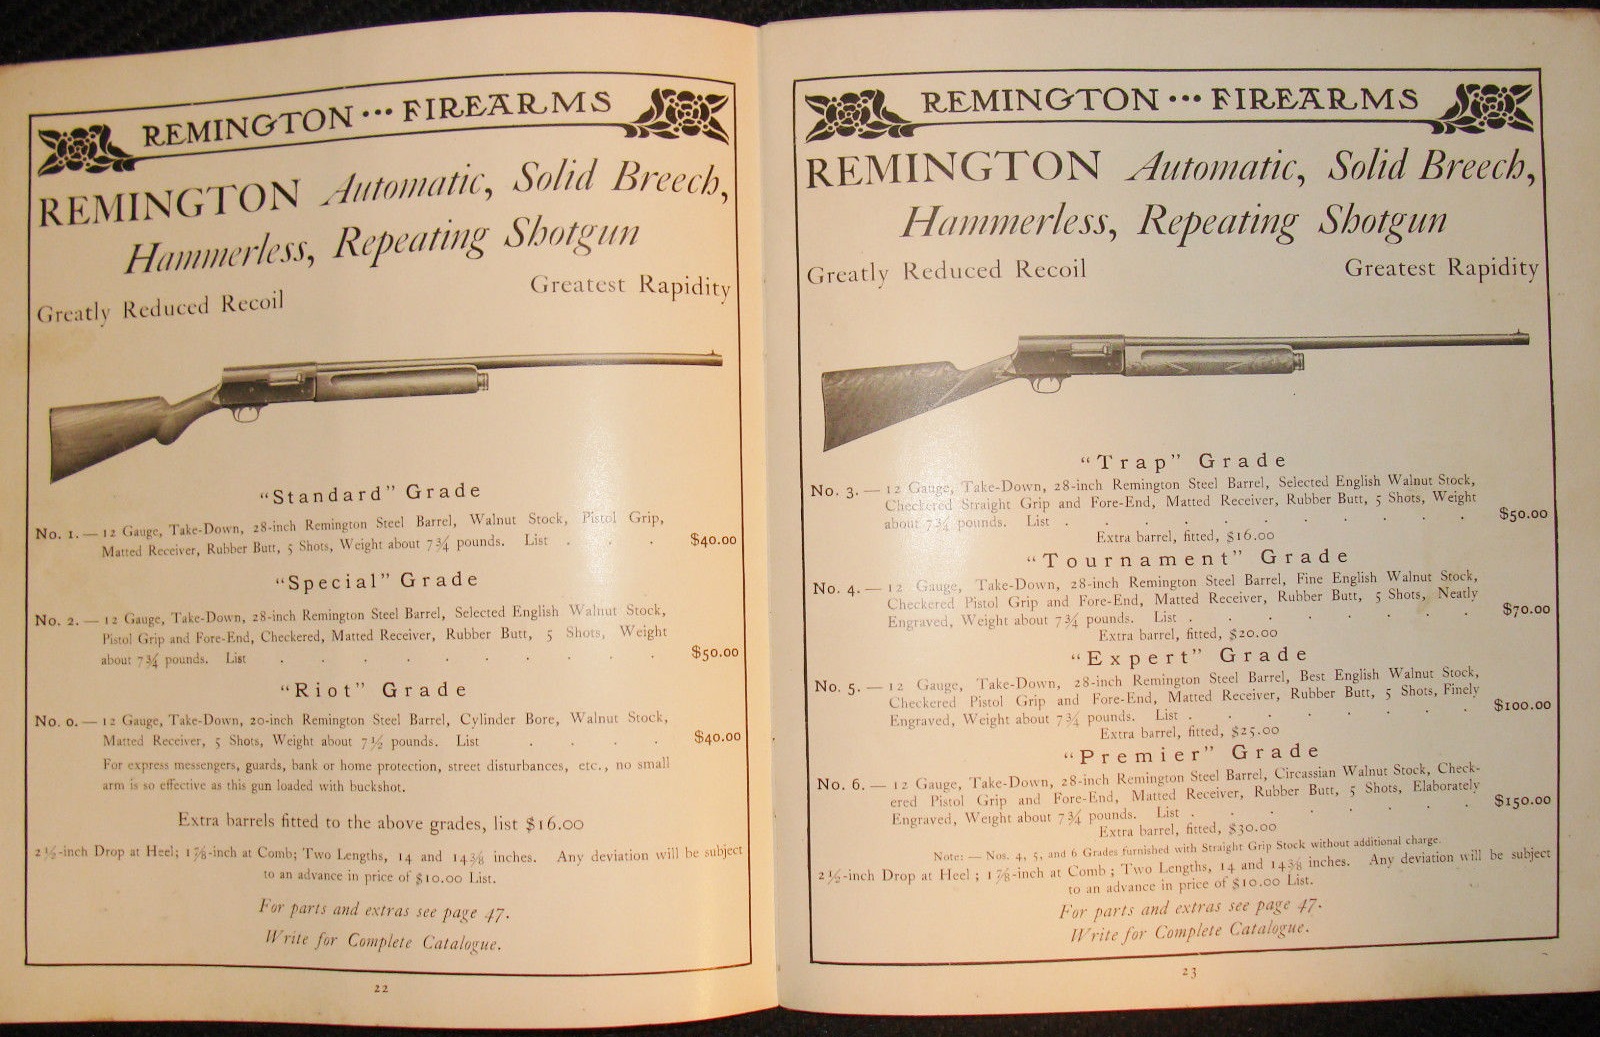 REMINGTON ··· FIREARMS
REMINGTON Automatic, Solid Breech,
Hammerless, Repeating Shotgun
Greatly Reduced Recoil Greatest Rapidity
"Standard" Grade
No. 1. — 12 Gauge, Take-Down, 28-inch Remington Steel Barrel, Walnut Stock, Pistol Grip,
Matted Receiver, Rubber Butt, 5 Shots, Weight about 7¾ pounds. List . . . $40.00
"Special" Grade
No. 2. — 12 Gauge, Take-Down, 28-inch Remington Steel Barrel, Selected English Walnut Stock,
Pistol Grip and Fore-End, Checkered, Matted Receiver, Rubber Butt, 5 Shots, Weight
about 7¾ pounds. List . . . . . . . . . $50.00
"Riot" Grade
No. 0. — 12 Gauge, Take-Down, 20-inch Remington Steel Barrel, Cylinder Bore, Walnut Stock,
Matted Receiver, 5 Shots, Weight about 7½ pounds. List . . . . $40.00
For express messengers, guards, bank or home protection, street disturbances, etc., no small
arm is so effective as this gun loaded with buckshot.
Extra barrels fitted to the above grades, list $16.00
2½-inch Drop at Heel; 1⅞-inch at Comb; Two Lengths, 14 and 14⅜ inches. Any deviation will be subject
to an advance in price of $10.00 List.
For parts and extras see page 47.
Write for Complete Catalogue.
22
REMINGTON ··· FIREARMS
REMINGTON Automatic, Solid Breech,
Hammerless, Repeating Shotgun
Greatly Reduced Recoil Greatest Rapidity
"Trap" Grade
No. 3. — 12 Gauge, Take-Down, 28-inch Remington Steel Barrel, Selected English Walnut Stock,
Checkered Straight Grip and Fore-End, Matted Receiver, Rubber Butt, 5 Shots, Weight
about 7¾ pounds. List . . . . . . . . . . $50.00
Extra barrel, fitted, $16.00
"Tournament" Grade
No. 4. — 12 Gauge, Take-Down, 28-inch Remington Steel Barrel, Fine English Walnut Stock,
Checkered Pistol Grip and Fore-End, Matted Receiver, Rubber Butt, 5 Shots, Neatly
Engraved, Weight about 7¾ pounds. List . . . . . . . $70.00
Extra barrel, fitted, $20.00
"Expert" Grade
No. 5. — 12 Gauge, Take-Down, 28-inch Remington Steel Barrel, Best English Walnut Stock,
Checkered Pistol Grip and Fore-End, Matted Receiver, Rubber Butt, 5 Shots, Finely
Engraved, Weight about 7¾ pounds. List . . . . . . . $100.00
Extra barrel, fitted, $25.00
"Premier" Grade
No. 6. — 12 Gauge, Take-Down, 28-inch Remington Steel Barrel, Circassian Walnut Stock, Check-
ered Pistol Grip and Fore-End, Matted Receiver, Rubber Butt, 5 Shots, Elaborately
Engraved, Weight about 7¾ pounds. List . . . . . . . $150.00
Extra barrel, fitted, $30.00
Note: — Nos. 4, 5, and 6 Grades furnished with Straight Grip Stock without additional charge.
2½-inch Drop at Heel; 1⅞-inch at Comb; Two Lengths, 14 and 14⅜ inches. Any deviation will be subject
to an advance in price of $10.00 List.
For parts and extras see page 47.
Write for Complete Catalogue.
23